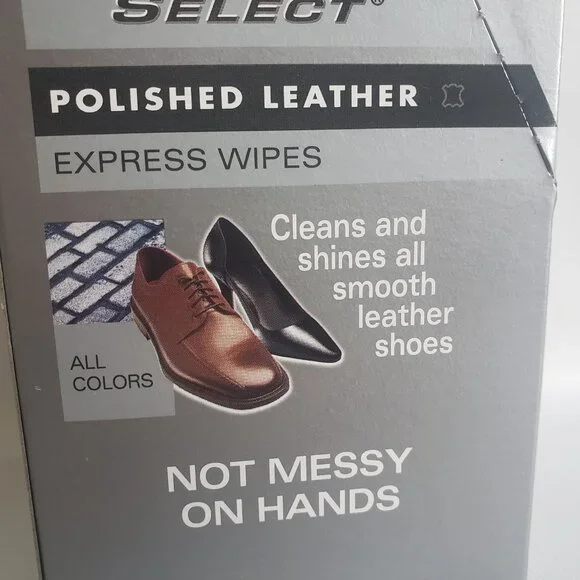 SELECT®
POLISHED LEATHER
EXPRESS WIPES
Cleans and
shines all
smooth
leather
shoes
ALL
COLORS
NOT MESSY
ON HANDS